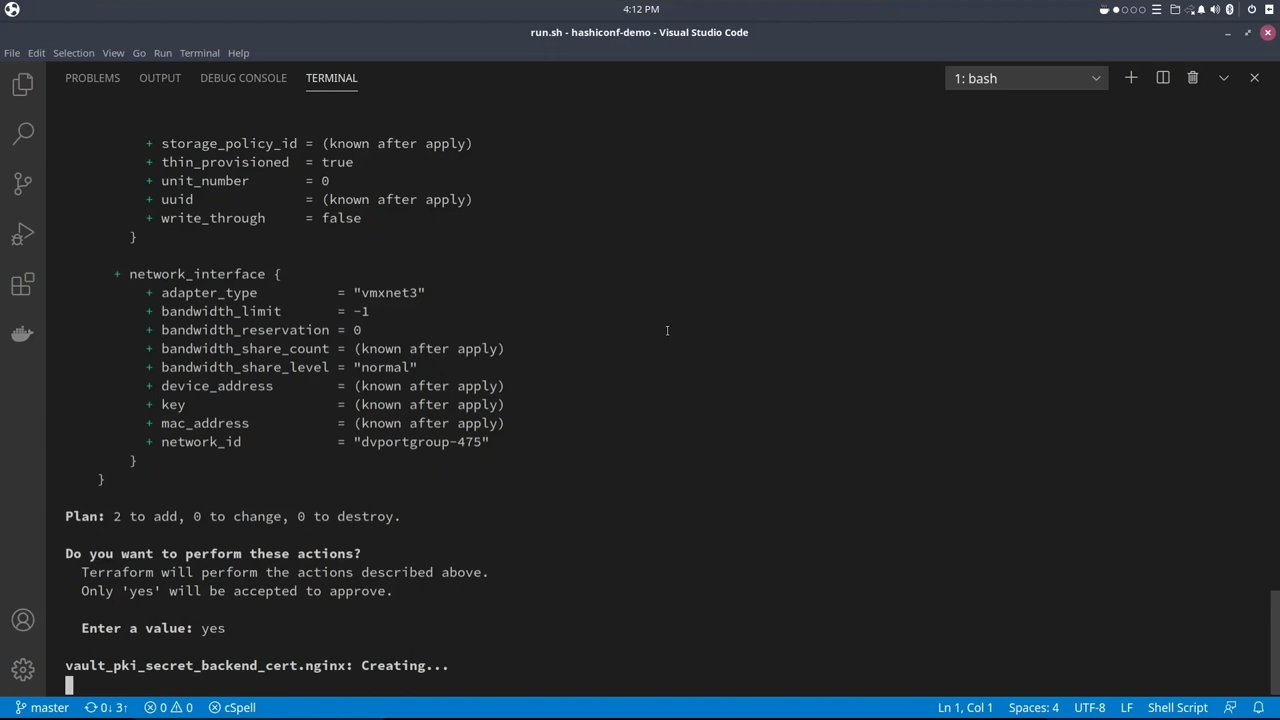 4:12 PM
run.sh - hashiconf-demo - Visual Studio Code
File Edit Selection View Go Run Terminal Help
PROBLEMS OUTPUT DEBUG CONSOLE TERMINAL 1: bash
+ storage_policy_id = (known after apply)
+ thin_provisioned = true
+ unit_number = 0
+ uuid = (known after apply)
+ write_through = false
}
+ network_interface {
+ adapter_type = "vmxnet3"
+ bandwidth_limit = -1
+ bandwidth_reservation = 0
+ bandwidth_share_count = (known after apply)
+ bandwidth_share_level = "normal"
+ device_address = (known after apply)
+ key = (known after apply)
+ mac_address = (known after apply)
+ network_id = "dvportgroup-475"
}
}
Plan: 2 to add, 0 to change, 0 to destroy.
Do you want to perform these actions?
Terraform will perform the actions described above.
Only 'yes' will be accepted to approve.
Enter a value: yes
vault_pki_secret_backend_cert.nginx: Creating...
master 0↓ 3↑ 0 0 cSpell Ln 1, Col 1 Spaces: 4 UTF-8 LF Shell Script